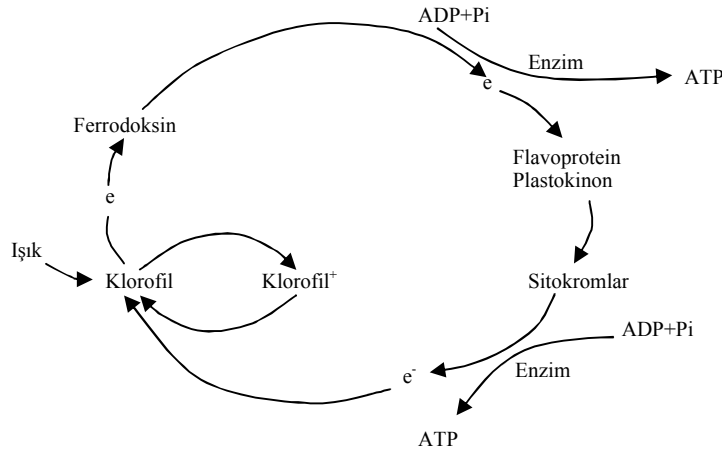 ADP+Pi
Enzim
ATP
e
Ferrodoksin
Flavoprotein
Plastokinon
e
Işık
Klorofil
Klorofil+
Sitokromlar
ADP+Pi
Enzim
e-
ATP